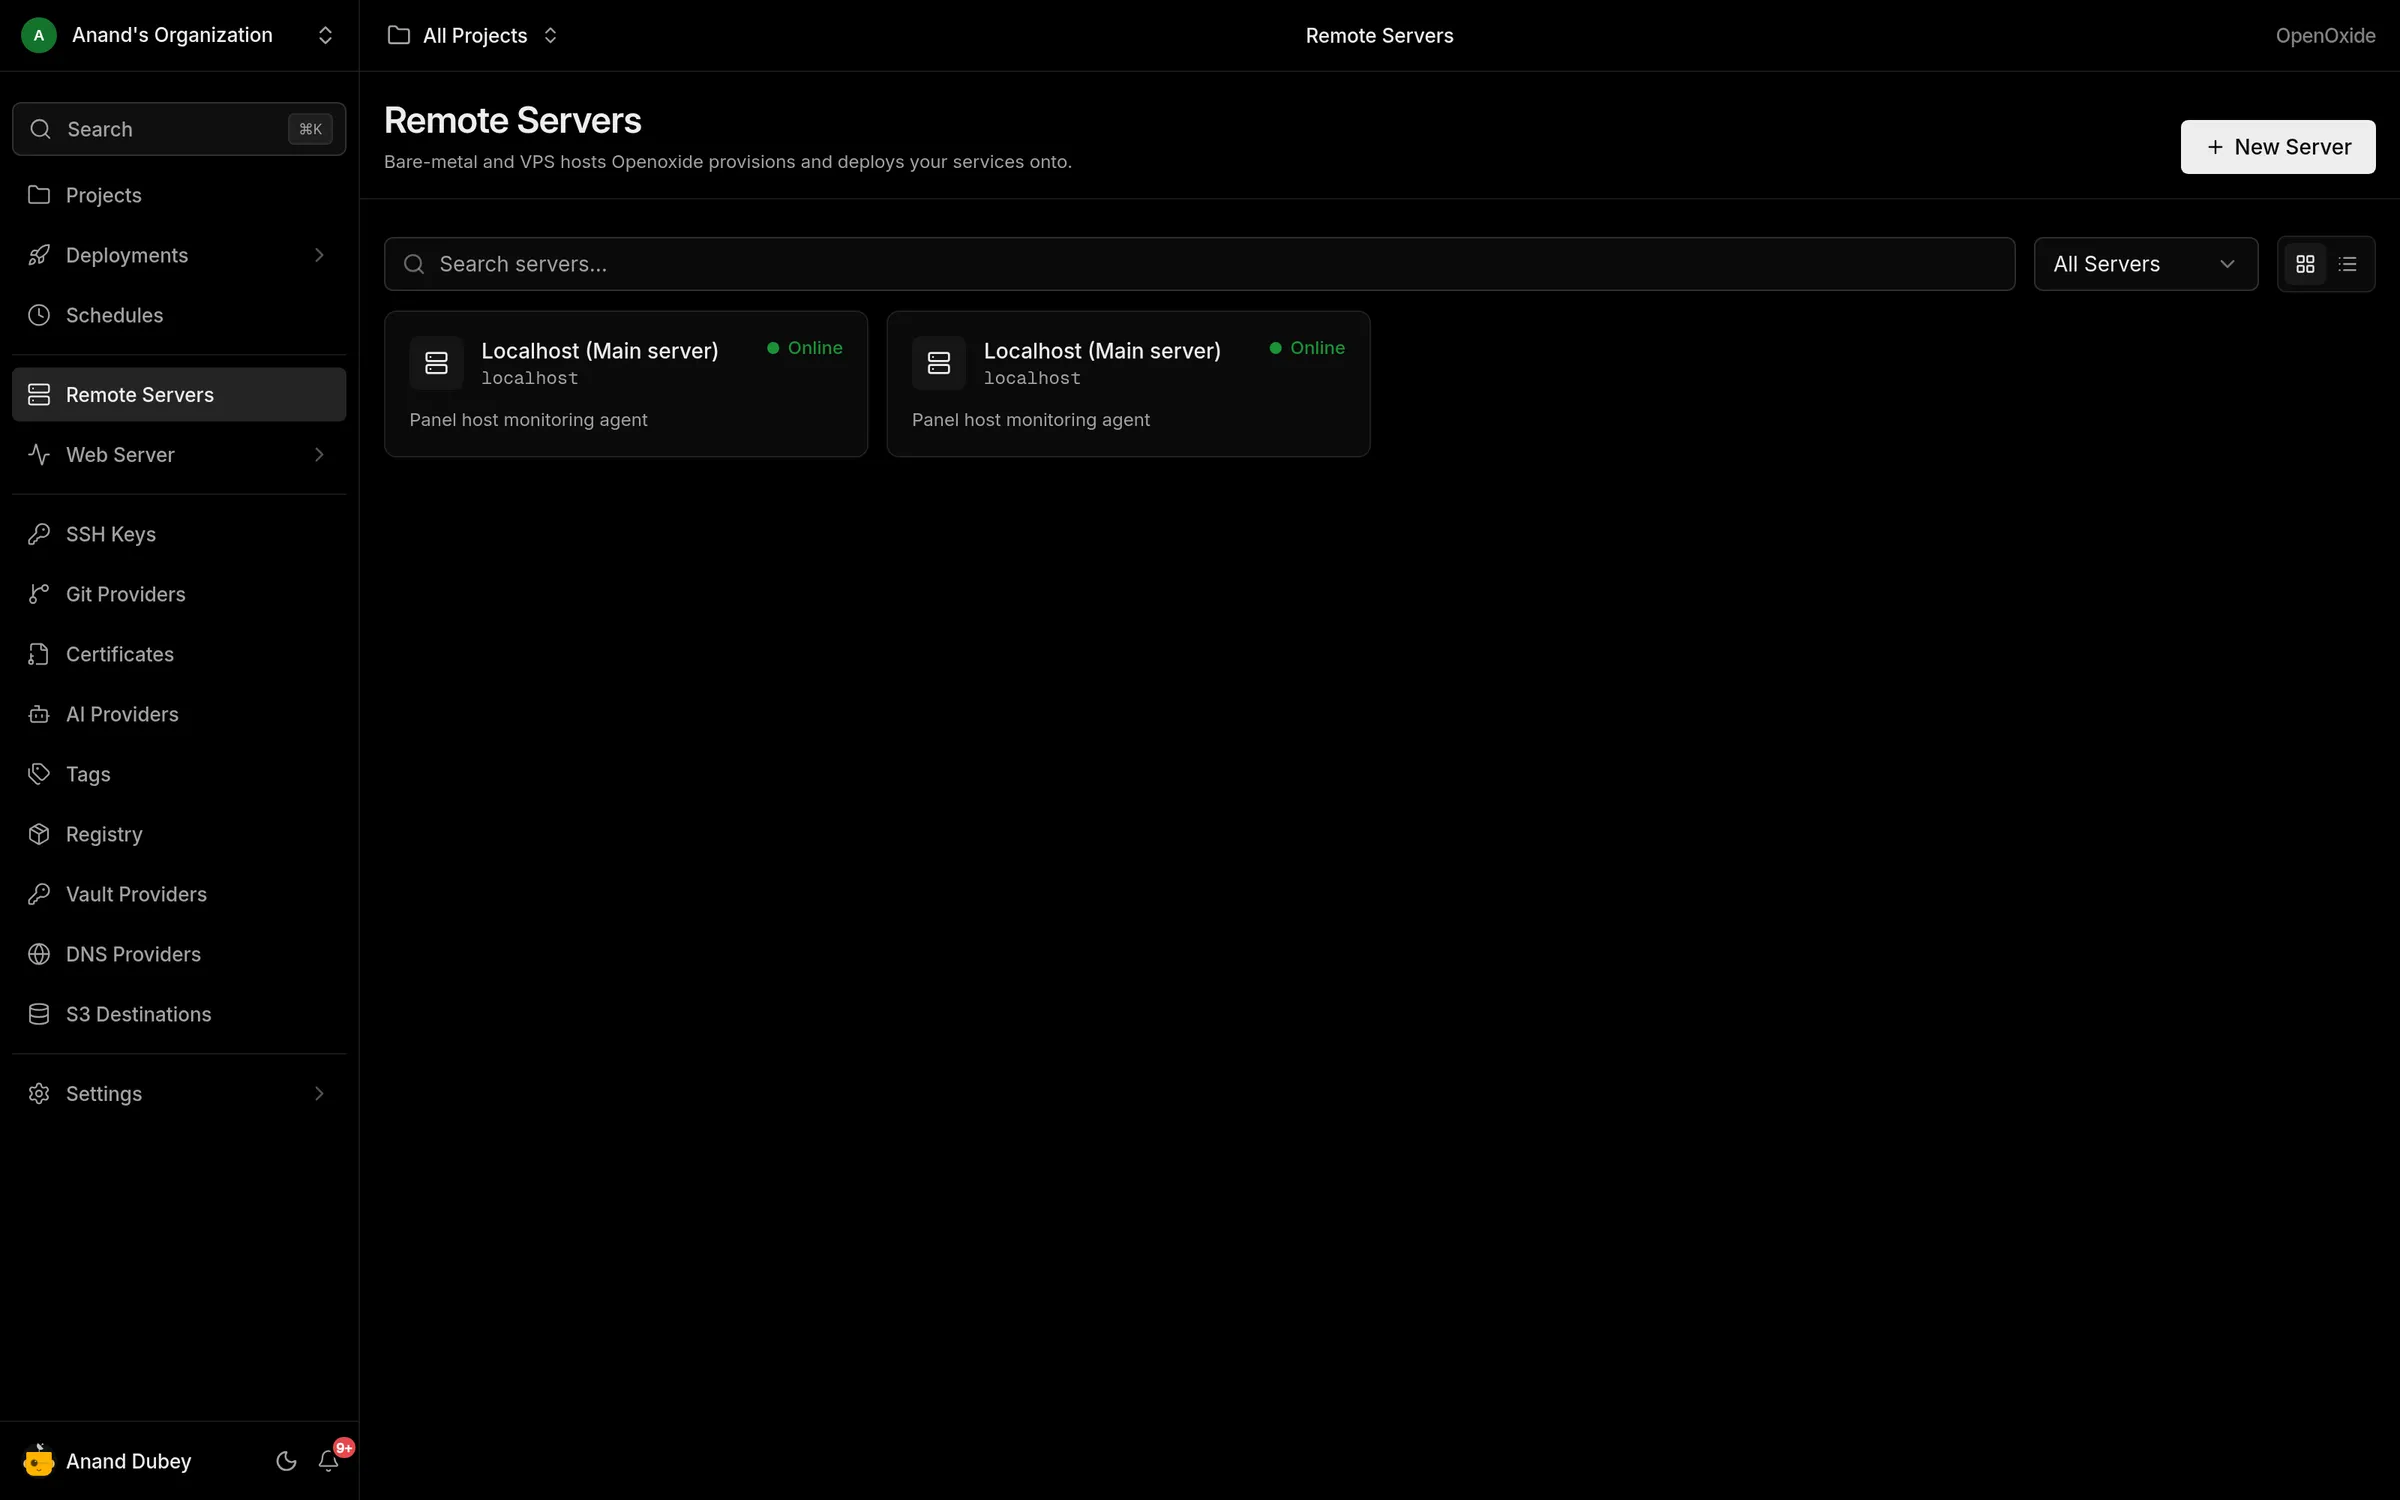 A
Anand's Organization
All Projects
Remote Servers
OpenOxide
Search
⌘K
Projects
Deployments
Schedules
Remote Servers
Web Server
SSH Keys
Git Providers
Certificates
AI Providers
Tags
Registry
Vault Providers
DNS Providers
S3 Destinations
Settings
Anand Dubey
9+
Remote Servers
Bare-metal and VPS hosts Openoxide provisions and deploys your services onto.
New Server
Search servers...
All Servers
Localhost (Main server)
Online
localhost
Panel host monitoring agent
Localhost (Main server)
Online
localhost
Panel host monitoring agent